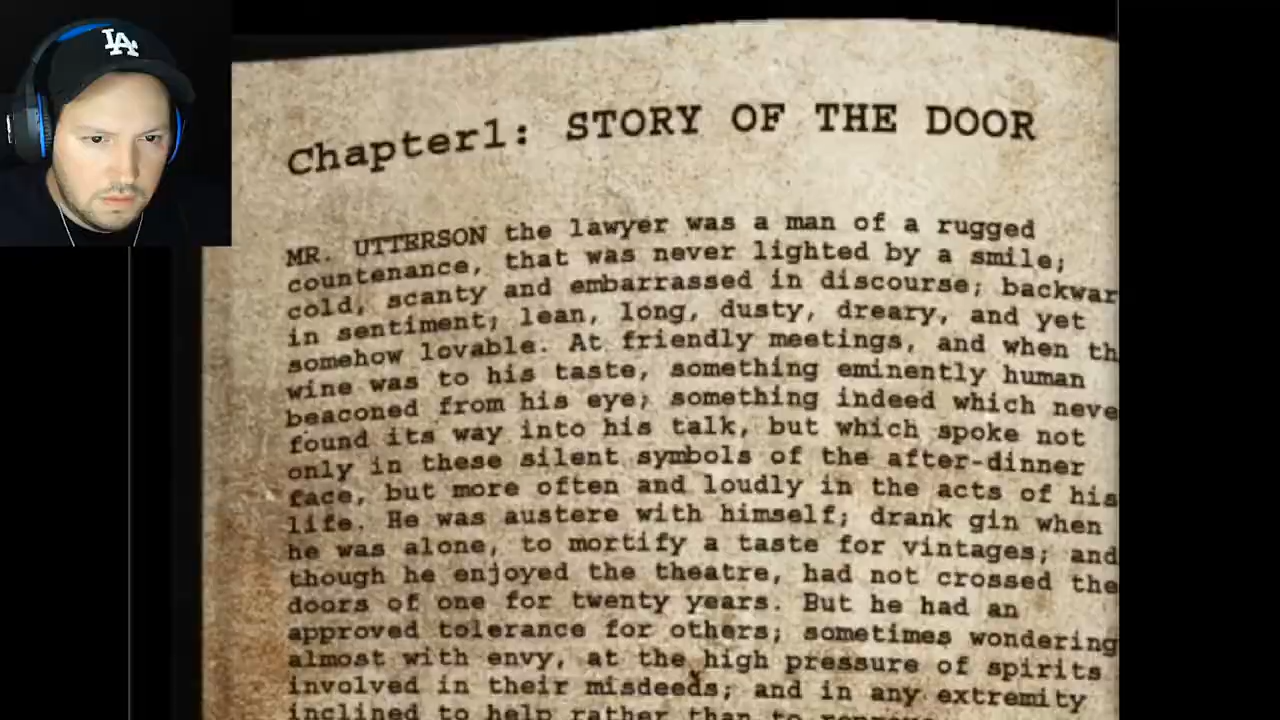 LA
Chapter1: STORY OF THE DOOR
MR. UTTERSON the lawyer was a man of a rugged
countenance, that was never lighted by a smile;
cold, scanty and embarrassed in discourse; backwar
in sentiment; lean, long, dusty, dreary, and yet
somehow lovable. At friendly meetings, and when th
wine was to his taste, something eminently human
beaconed from his eye; something indeed which neve
found its way into his talk, but which spoke not
only in these silent symbols of the after-dinner
face, but more often and loudly in the acts of his
life. He was austere with himself; drank gin when
he was alone, to mortify a taste for vintages; and
though he enjoyed the theatre, had not crossed the
doors of one for twenty years. But he had an
approved tolerance for others; sometimes wondering
almost with envy, at the high pressure of spirits
involved in their misdeeds; and in any extremity
inclined to help rather than to reprove